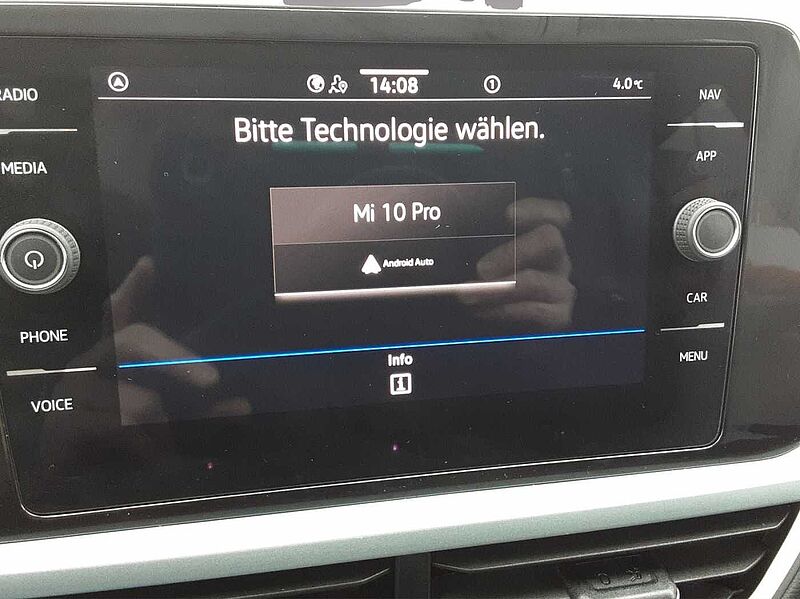 RADIO
MEDIA
PHONE
VOICE
14:08
1
4.0°C
Bitte Technologie wählen.
Mi 10 Pro
Android Auto
Info
i
NAV
APP
CAR
MENU